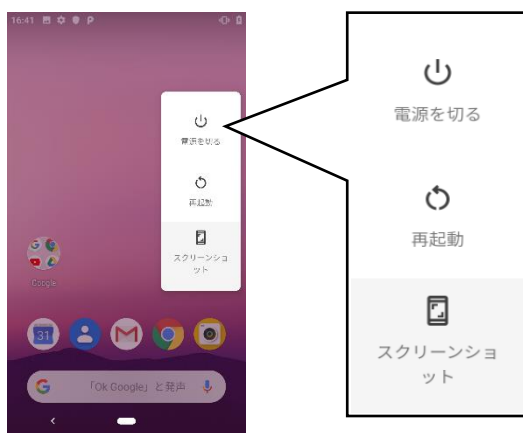 16:41
電源を切る
再起動
スクリーンショ
ット
Google
31
G
「Ok Google」と発声
電源を切る
再起動
スクリーンショ
ット